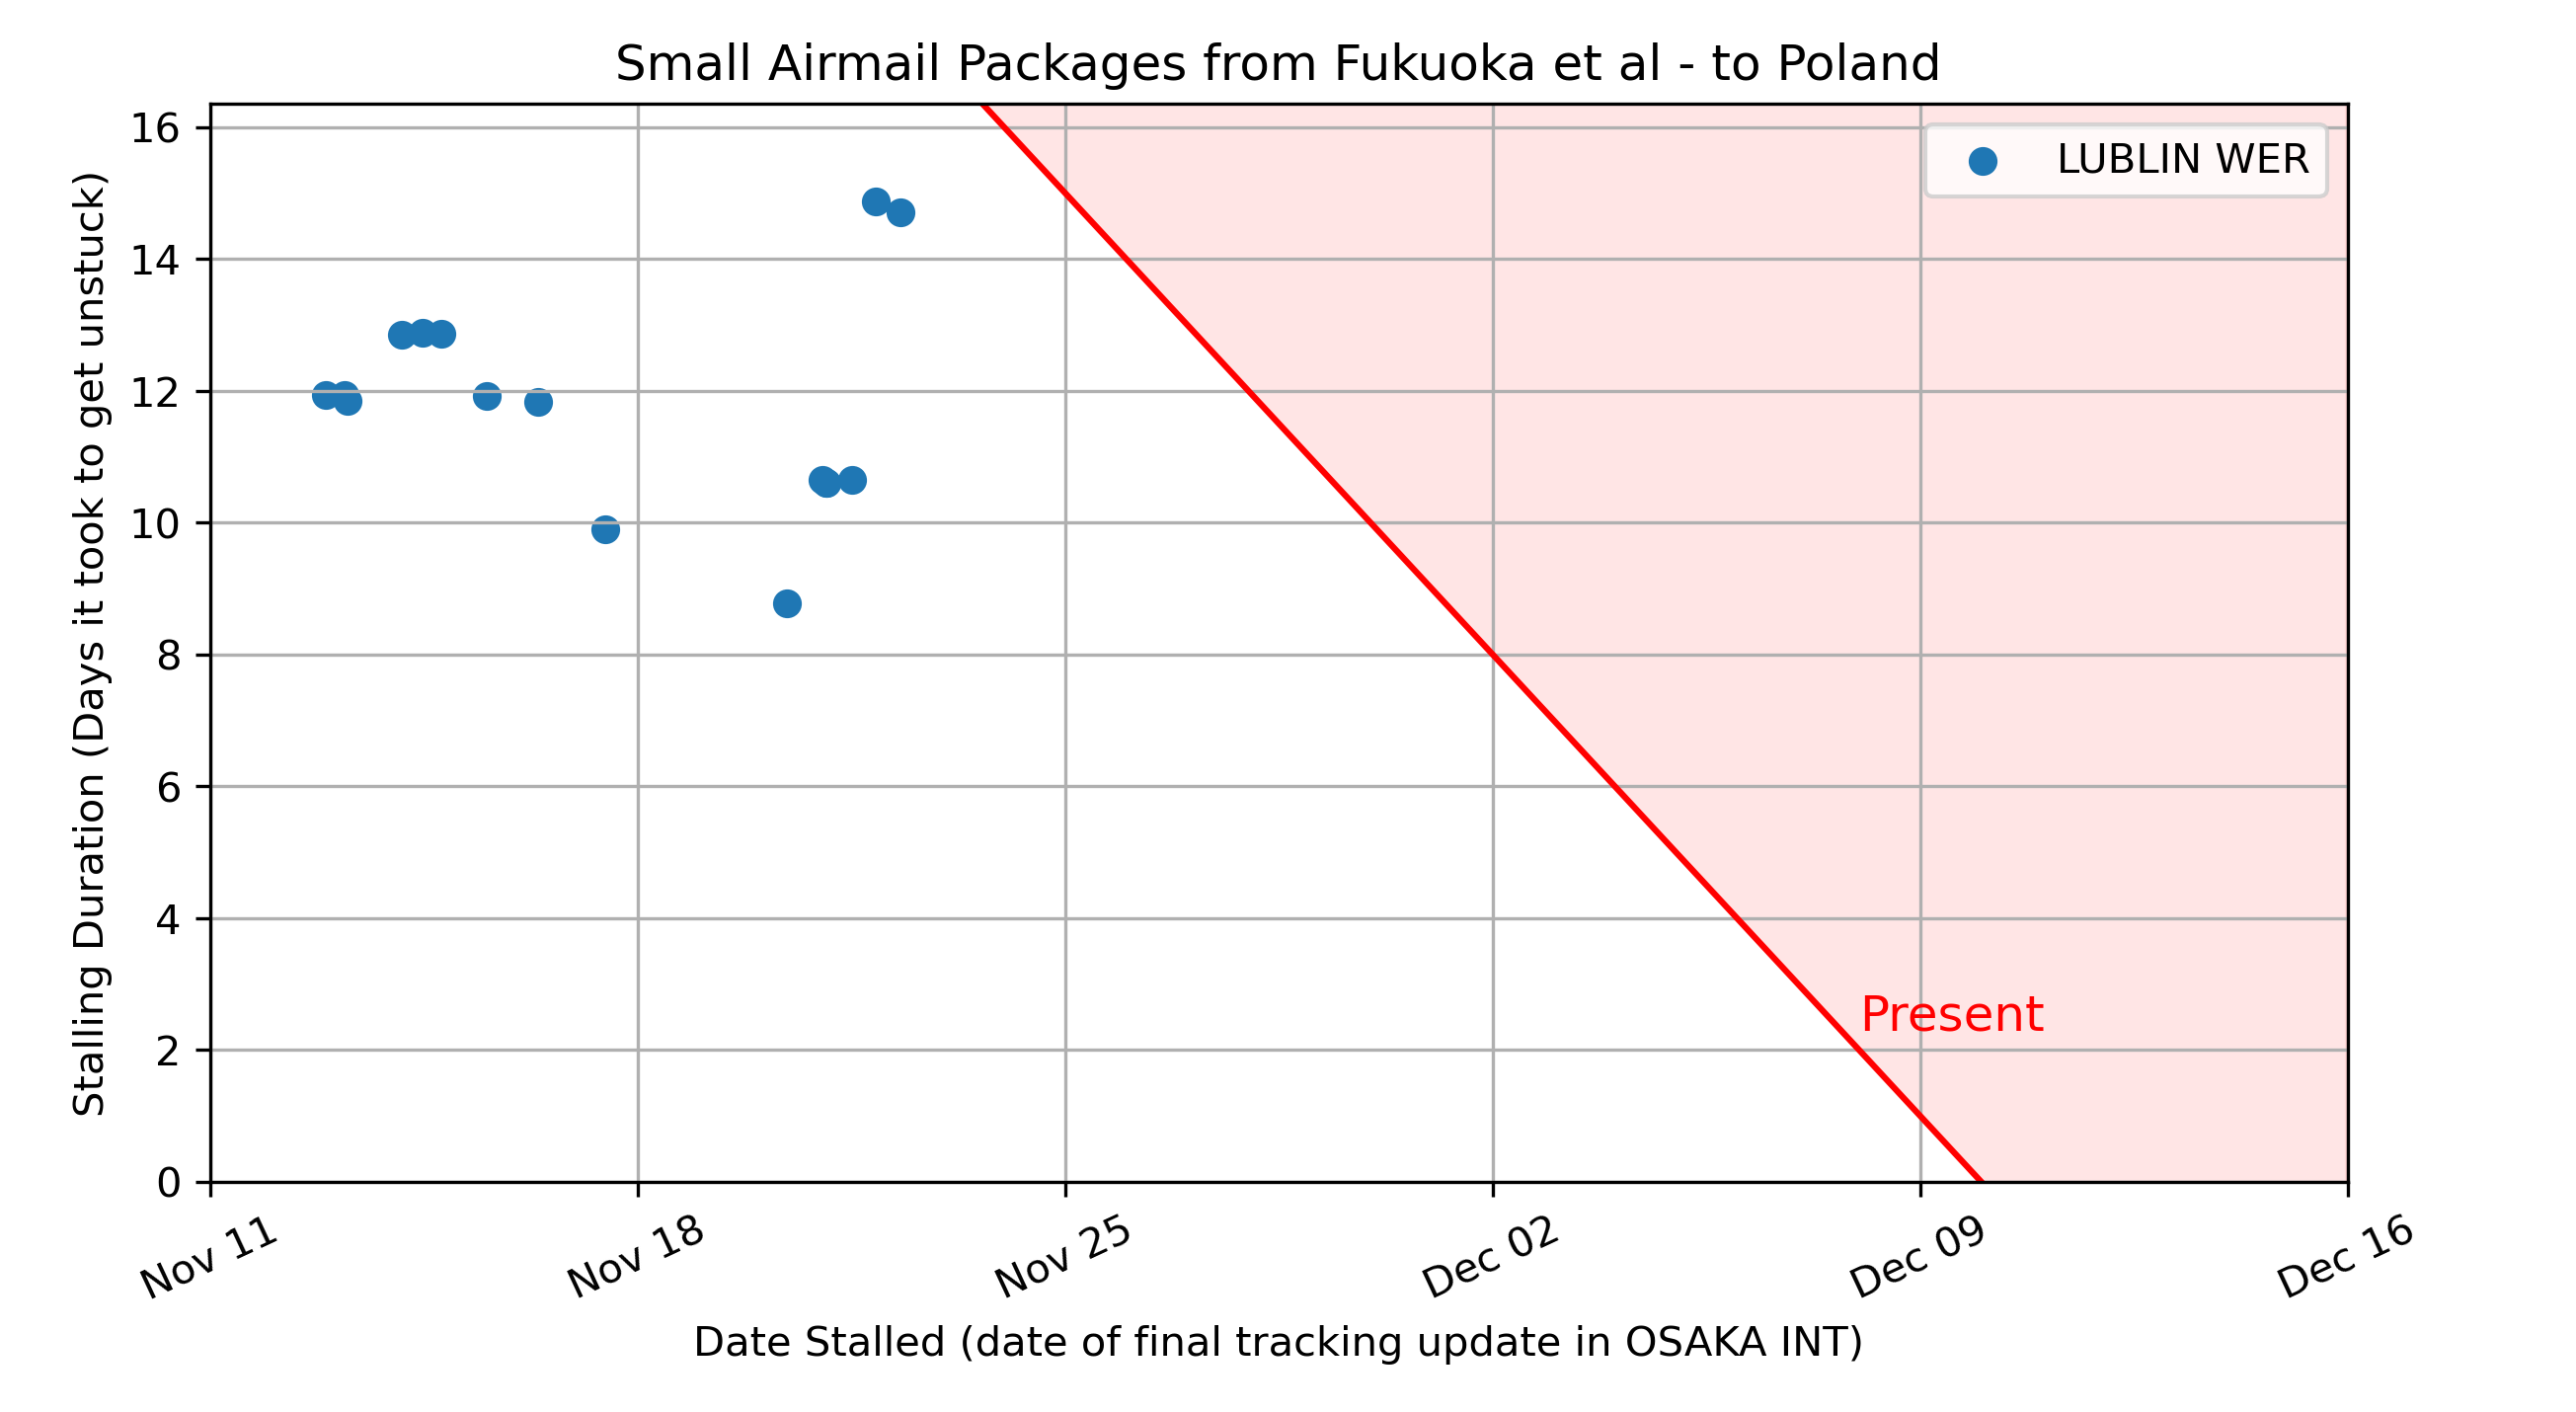 Small Airmail Packages from Fukuoka et al - to Poland
LUBLIN WER
Present
Stalling Duration (Days it took to get unstuck)
16
14
12
10
8
6
4
2
0
Nov 11
Nov 18
Nov 25
Dec 02
Dec 09
Dec 16
Date Stalled (date of final tracking update in OSAKA INT)